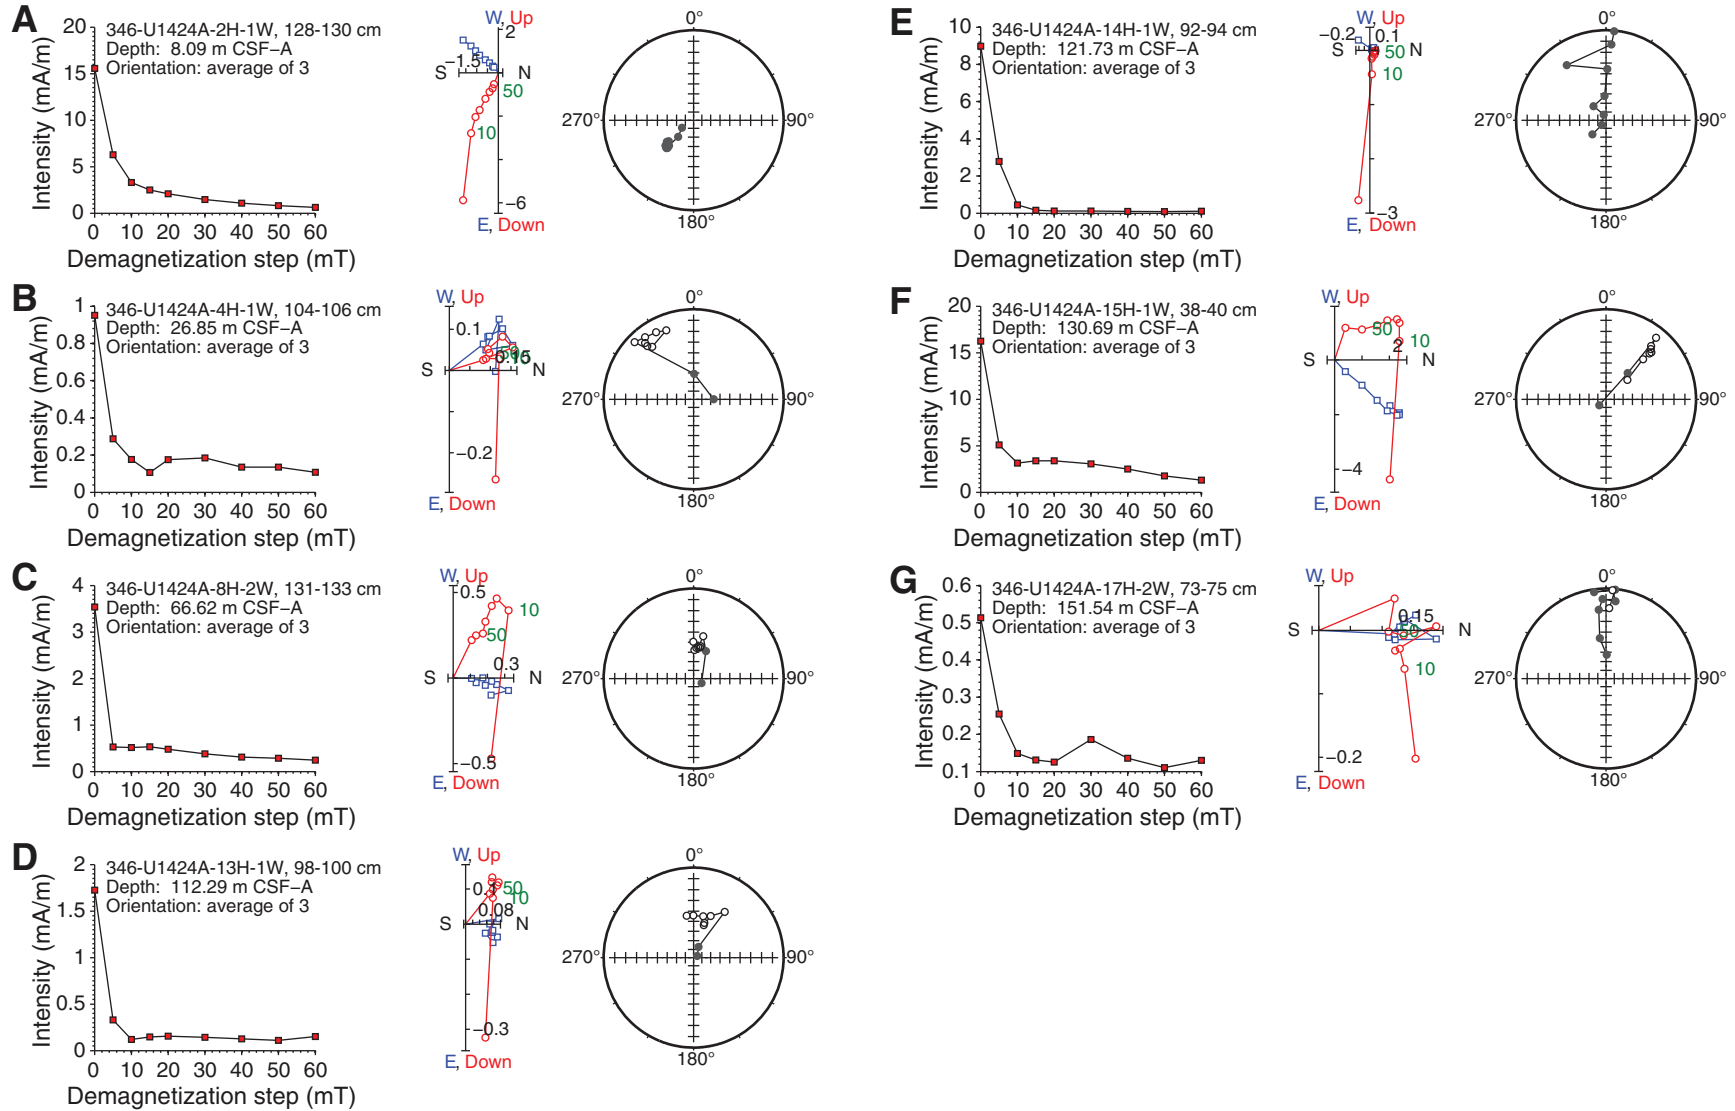 A
346-U1424A-2H-1W, 128-130 cm
Depth: 8.09 m CSF–A
Orientation: average of 3
Intensity (mA/m)
20
15
10
5
0
0 10 20 30 40 50 60
Demagnetization step (mT)
W, Up
2
−1.5
S N
50
10
−6
E, Down
0°
270° 90°
180°
B
346-U1424A-4H-1W, 104-106 cm
Depth: 26.85 m CSF–A
Orientation: average of 3
Intensity (mA/m)
1
0.8
0.6
0.4
0.2
0
0 10 20 30 40 50 60
Demagnetization step (mT)
W, Up
0.1
0.15
S N
−0.2
E, Down
0°
270° 90°
180°
C
346-U1424A-8H-2W, 131-133 cm
Depth: 66.62 m CSF–A
Orientation: average of 3
Intensity (mA/m)
4
3
2
1
0
0 10 20 30 40 50 60
Demagnetization step (mT)
W, Up
0.5
10
50
0.3
S N
−0.5
E, Down
0°
270° 90°
180°
D
346-U1424A-13H-1W, 98-100 cm
Depth: 112.29 m CSF–A
Orientation: average of 3
Intensity (mA/m)
2
1.5
1
0.5
0
0 10 20 30 40 50 60
Demagnetization step (mT)
W, Up
0.1
50
10
0.08
S N
−0.3
E, Down
0°
270° 90°
180°
E
346-U1424A-14H-1W, 92-94 cm
Depth: 121.73 m CSF–A
Orientation: average of 3
Intensity (mA/m)
10
8
6
4
2
0
0 10 20 30 40 50 60
Demagnetization step (mT)
W, Up
−0.2 0.1
S N
50
10
−3
E, Down
0°
270° 90°
180°
F
346-U1424A-15H-1W, 38-40 cm
Depth: 130.69 m CSF–A
Orientation: average of 3
Intensity (mA/m)
20
15
10
5
0
0 10 20 30 40 50 60
Demagnetization step (mT)
W, Up
50
10
2
S N
−4
E, Down
0°
270° 90°
180°
G
346-U1424A-17H-2W, 73-75 cm
Depth: 151.54 m CSF–A
Orientation: average of 3
Intensity (mA/m)
0.6
0.5
0.4
0.3
0.2
0.1
0 10 20 30 40 50 60
Demagnetization step (mT)
W, Up
0.15
S N
50
10
−0.2
E, Down
0°
270° 90°
180°